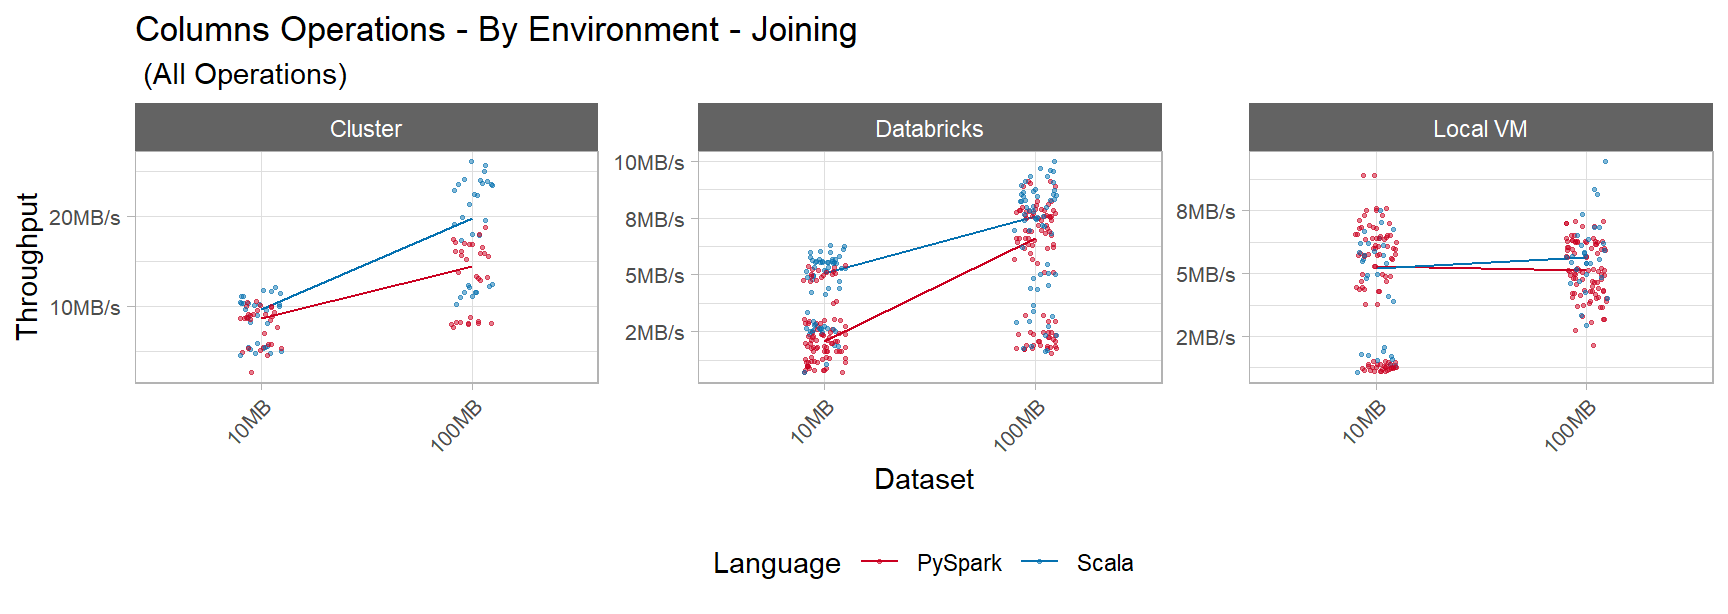 Columns Operations - By Environment - Joining
(All Operations)
Cluster
Databricks
Local VM
Throughput
20MB/s
10MB/s
10MB/s
8MB/s
5MB/s
2MB/s
8MB/s
5MB/s
2MB/s
10MB
100MB
10MB
100MB
10MB
100MB
Dataset
Language
PySpark
Scala